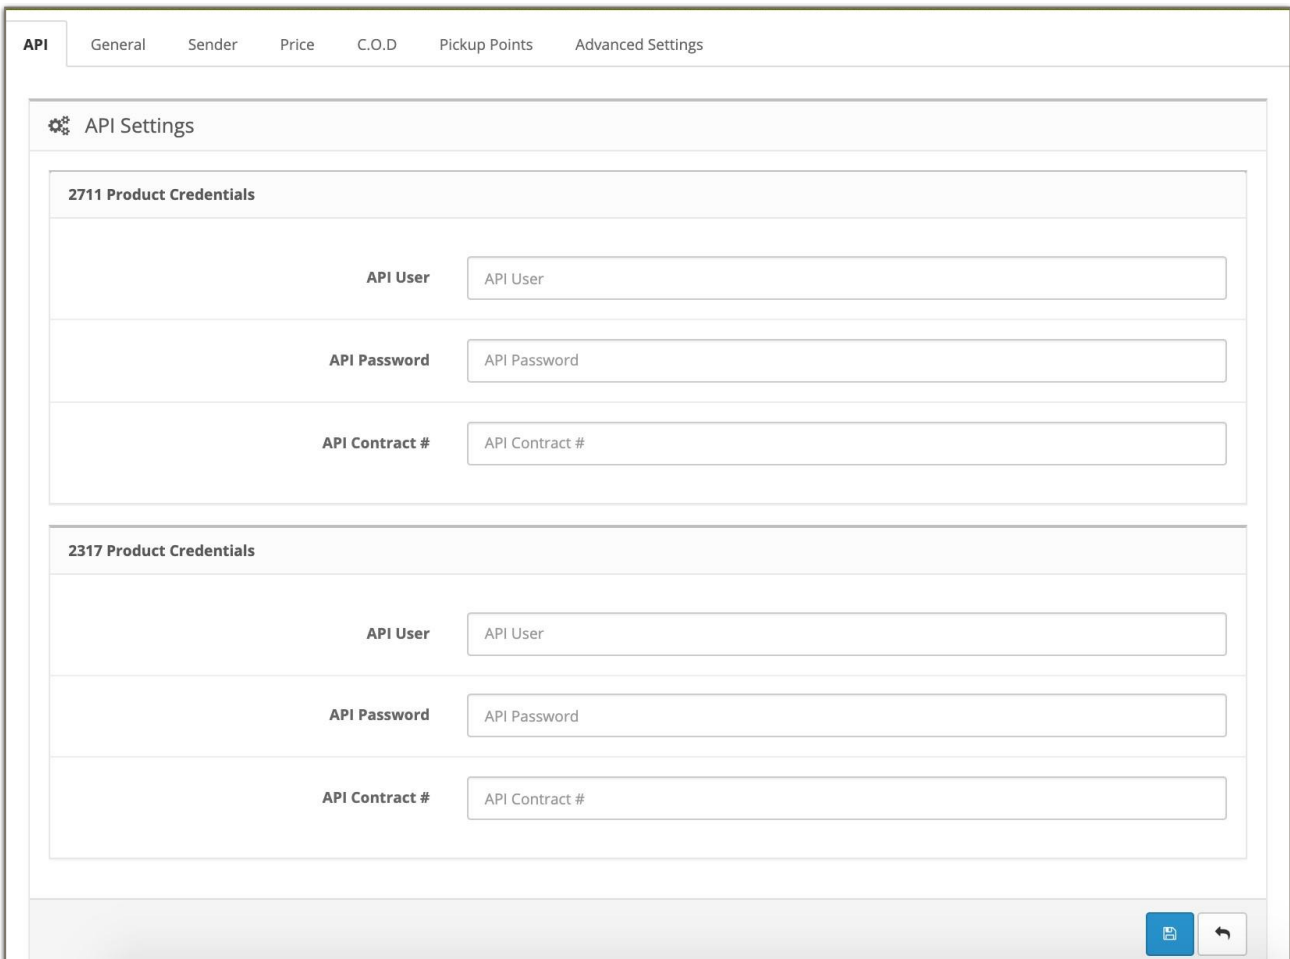 API General Sender Price C.O.D Pickup Points Advanced Settings
API Settings
2711 Product Credentials
API User API User
API Password API Password
API Contract # API Contract #
2317 Product Credentials
API User API User
API Password API Password
API Contract # API Contract #